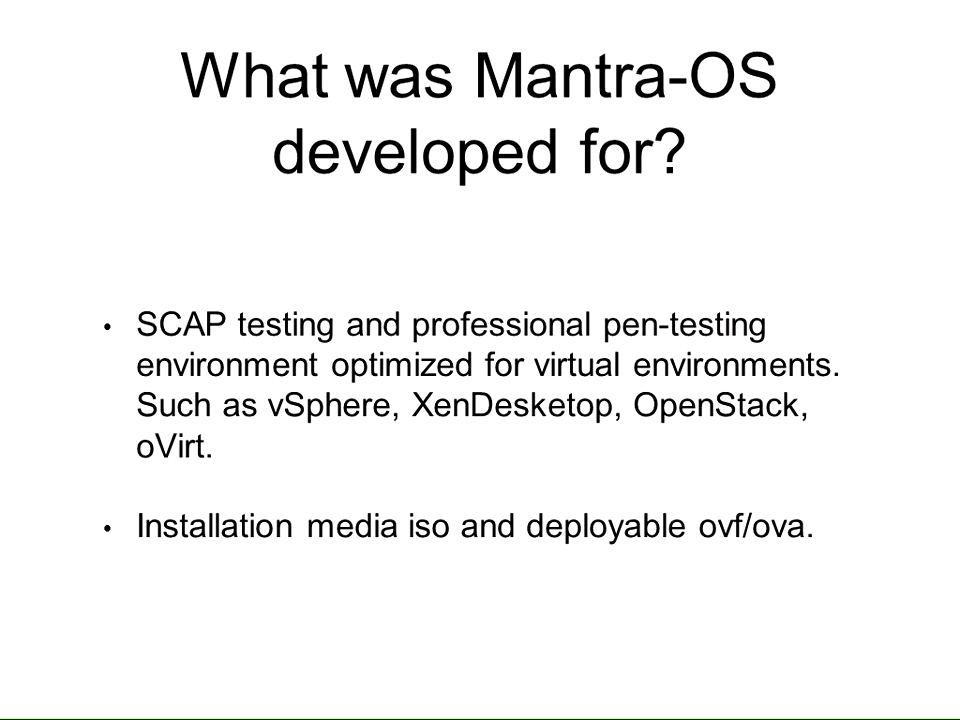 What was Mantra-OS
developed for?
• SCAP testing and professional pen-testing
environment optimized for virtual environments.
Such as vSphere, XenDesketop, OpenStack,
oVirt.
• Installation media iso and deployable ovf/ova.